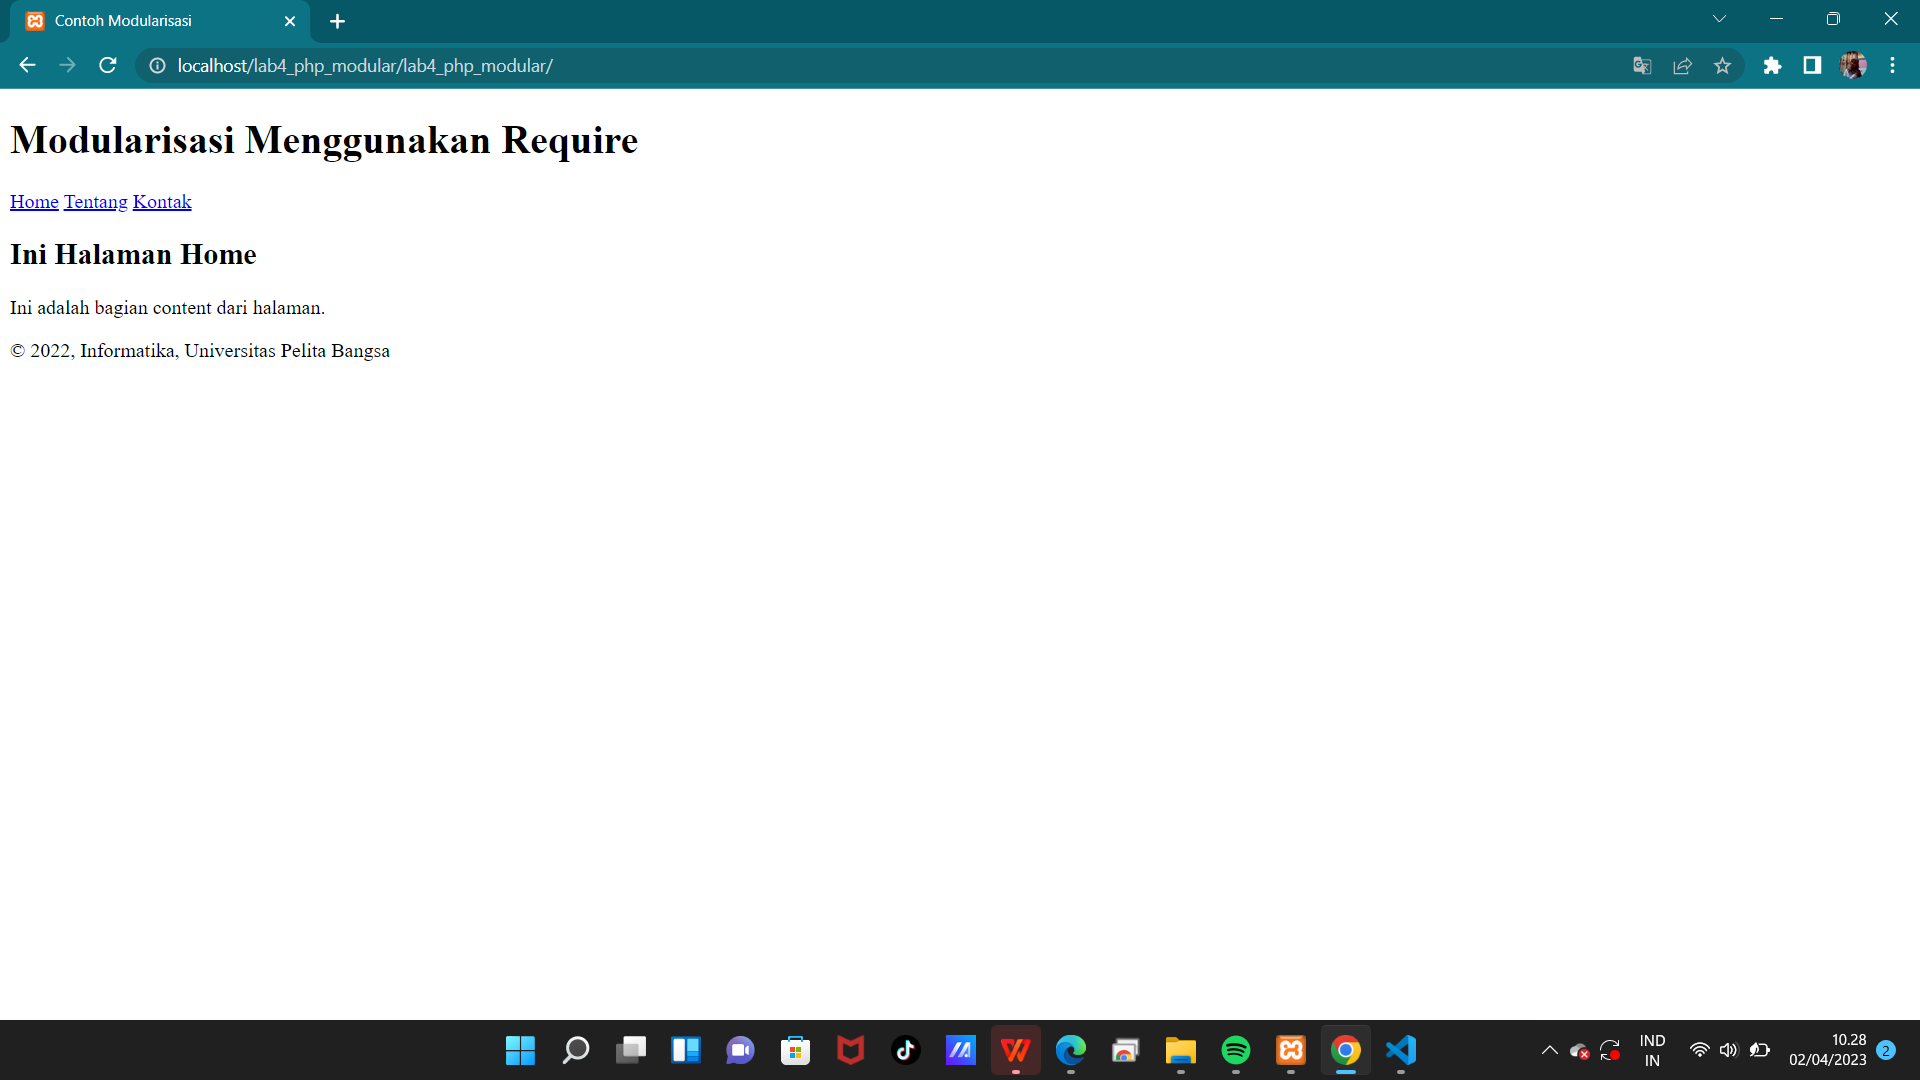 Contoh Modularisasi
localhost/lab4_php_modular/lab4_php_modular/
Modularisasi Menggunakan Require
Home Tentang Kontak
Ini Halaman Home
Ini adalah bagian content dari halaman.
© 2022, Informatika, Universitas Pelita Bangsa
IND
IN
10.28
02/04/2023
2